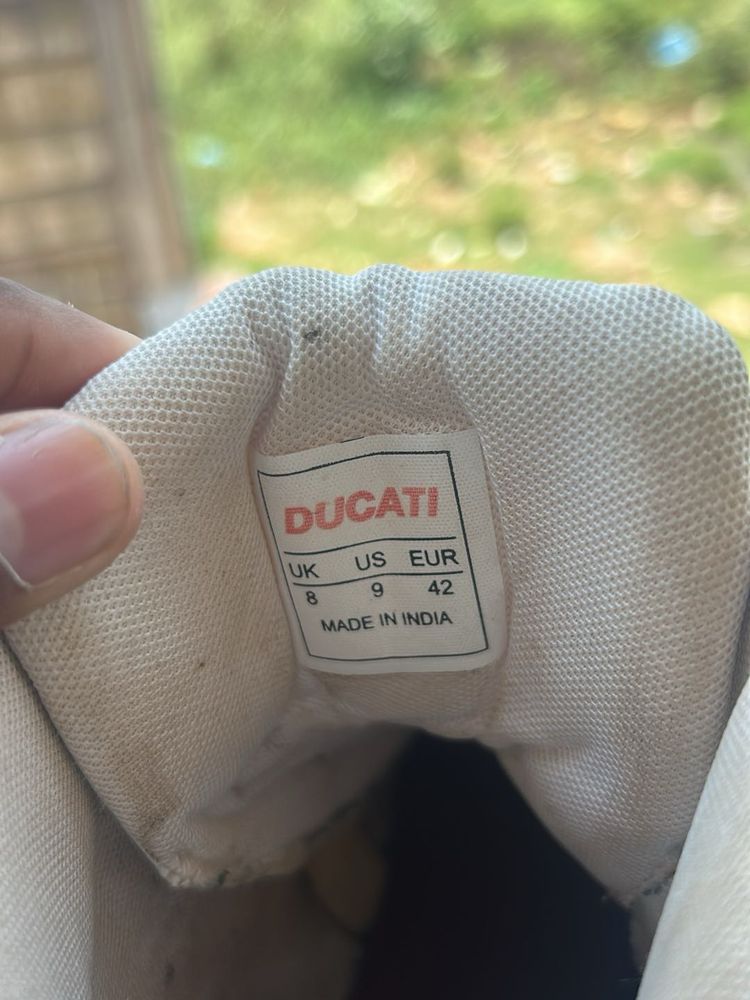 DUCATI
UK US EUR
8 9 42
MADE IN INDIA